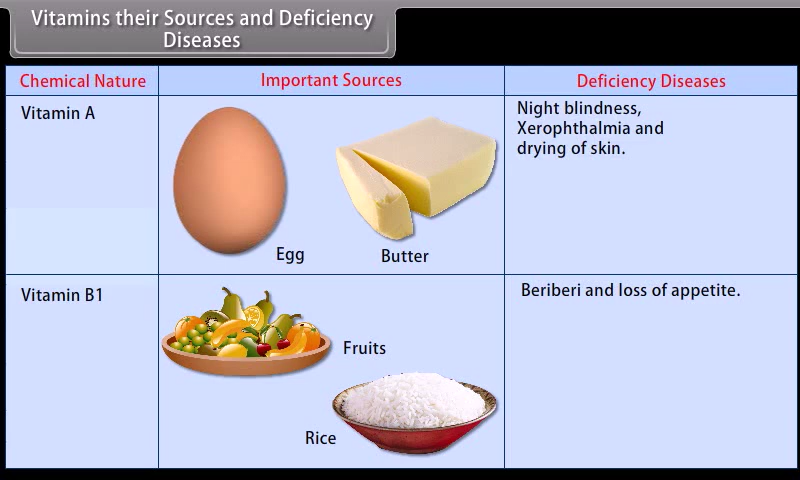 Vitamins their Sources and Deficiency
Diseases
Chemical Nature
Important Sources
Deficiency Diseases
Vitamin A
Egg
Butter
Night blindness,
Xerophthalmia and
drying of skin.
Vitamin B1
Fruits
Rice
Beriberi and loss of appetite.